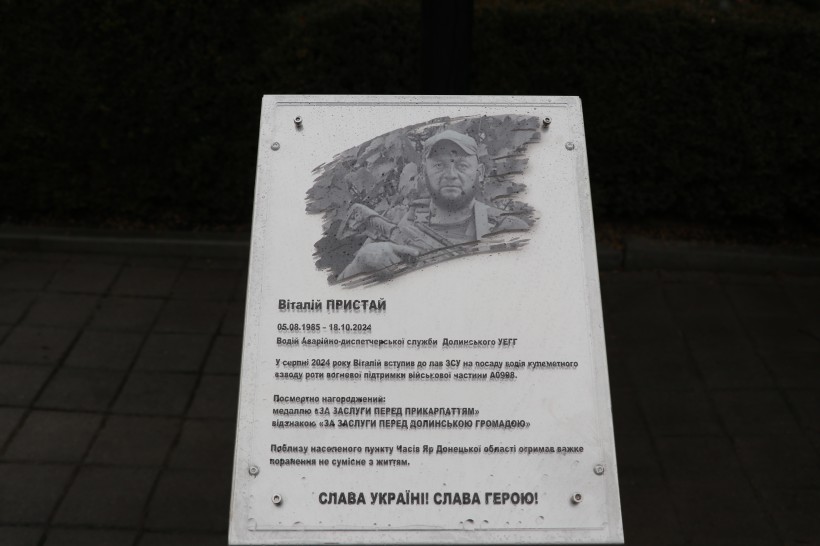 Віталій ПРИСТАЙ
05.08.1985 - 18.10.2024
Водій Аварійно-диспетчерської служби Долинського УЕГГ
У серпні 2024 року Віталій вступив до лав ЗСУ на посаду водія кулеметного
взводу роти вогневої підтримки військової частини А0998.
Посмертно нагороджений:
медаллю «ЗА ЗАСЛУГИ ПЕРЕД ПРИКАРПАТТЯМ»
відзнакою «ЗА ЗАСЛУГИ ПЕРЕД ДОЛИНСЬКОЮ ГРОМАДОЮ»
Поблизу населеного пункту Часів Яр Донецької області отримав важке
поранення не сумісне з життям.
СЛАВА УКРАЇНІ! СЛАВА ГЕРОЮ!